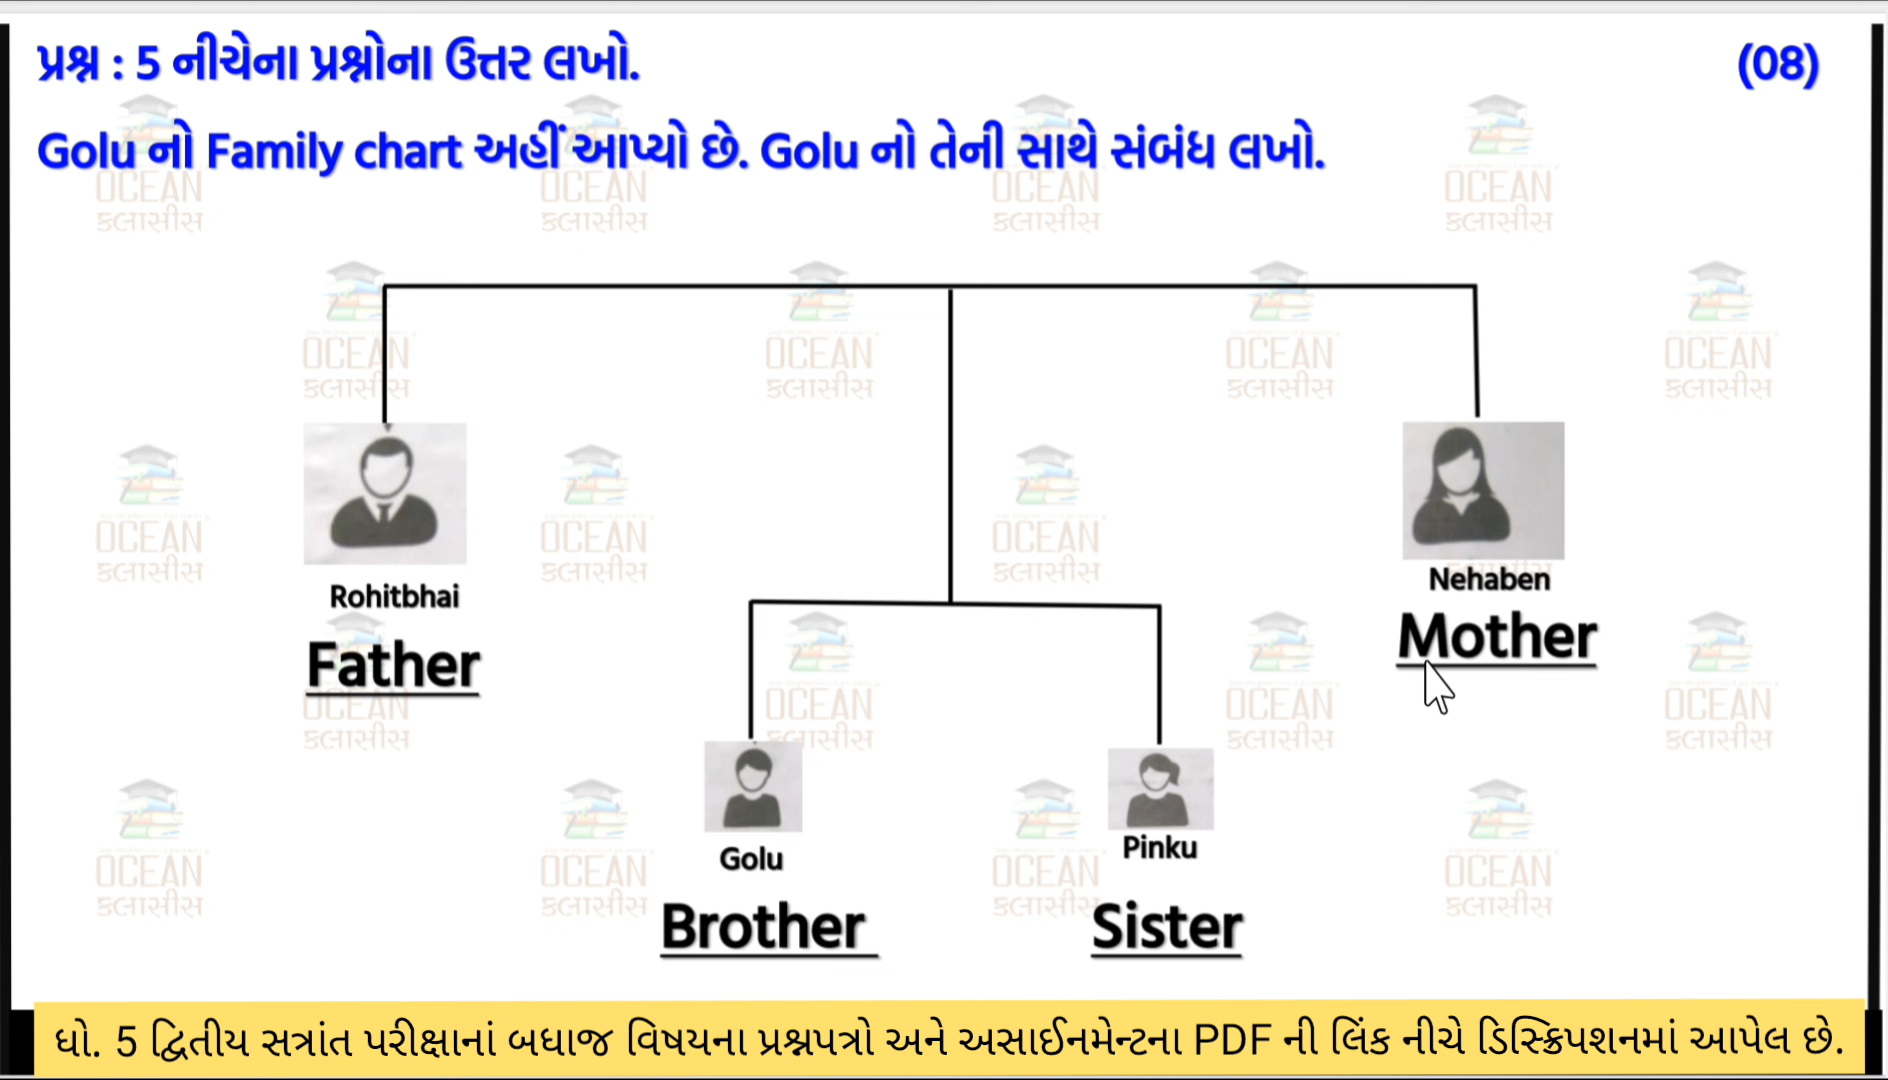 પ્રશ્ન : 5 નીચેના પ્રશ્નોના ઉત્તર લખો. (08)
Golu નો Family chart અહીં આપ્યો છે. Golu નો તેની સાથે સંબંધ લખો.
Rohitbhai
Father
Nehaben
Mother
Golu
Brother
Pinku
Sister
ધો. 5 દ્વિતીય સત્રાંત પરીક્ષાનાં બધાજ વિષયના પ્રશ્નપત્રો અને અસાઈનમેન્ટના PDF ની લિંક નીચે ડિસ્ક્રિપશનમાં આપેલ છે.
OCEAN
ક્લાસીસ